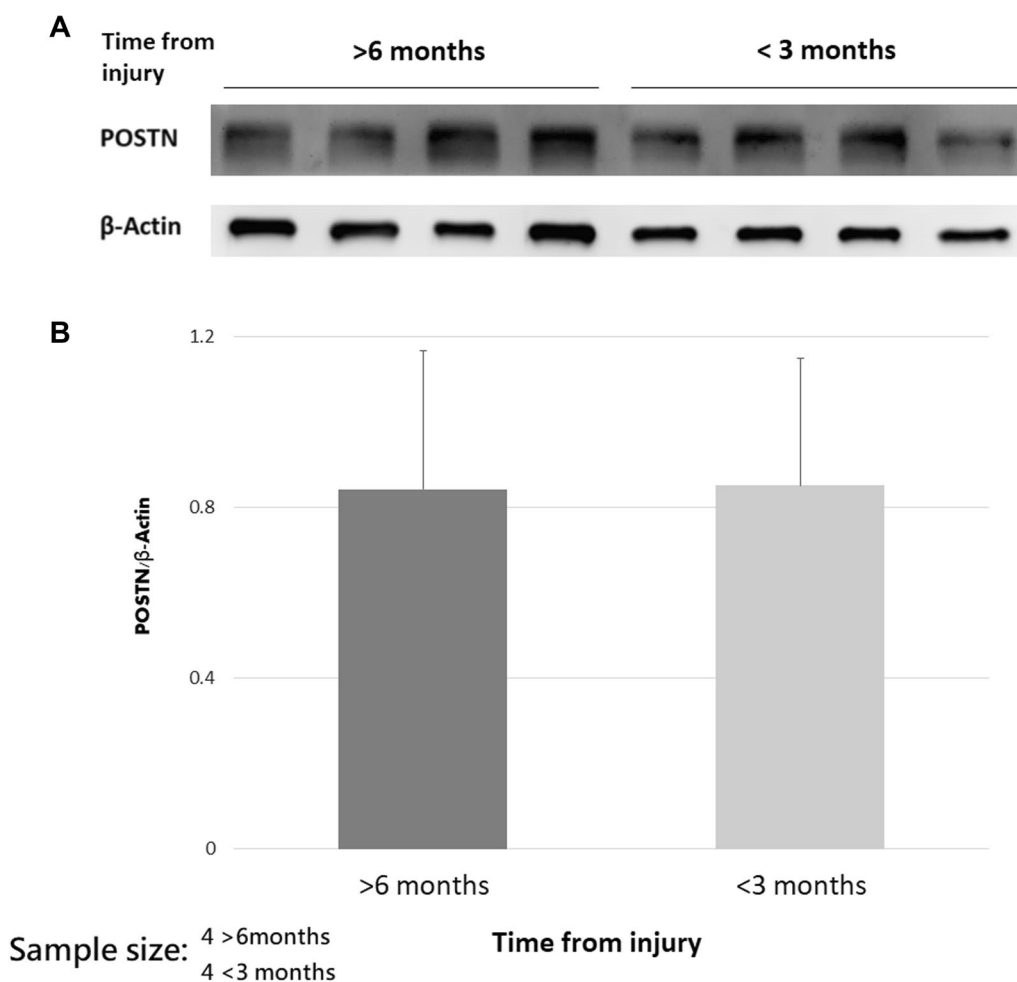 A
Time from
injury
>6 months
< 3 months
POSTN
β-Actin
B
1.2
0.8
0.4
0
POSTN/β-Actin
>6 months
<3 months
Time from injury
Sample size:
4 >6months
4 <3 months